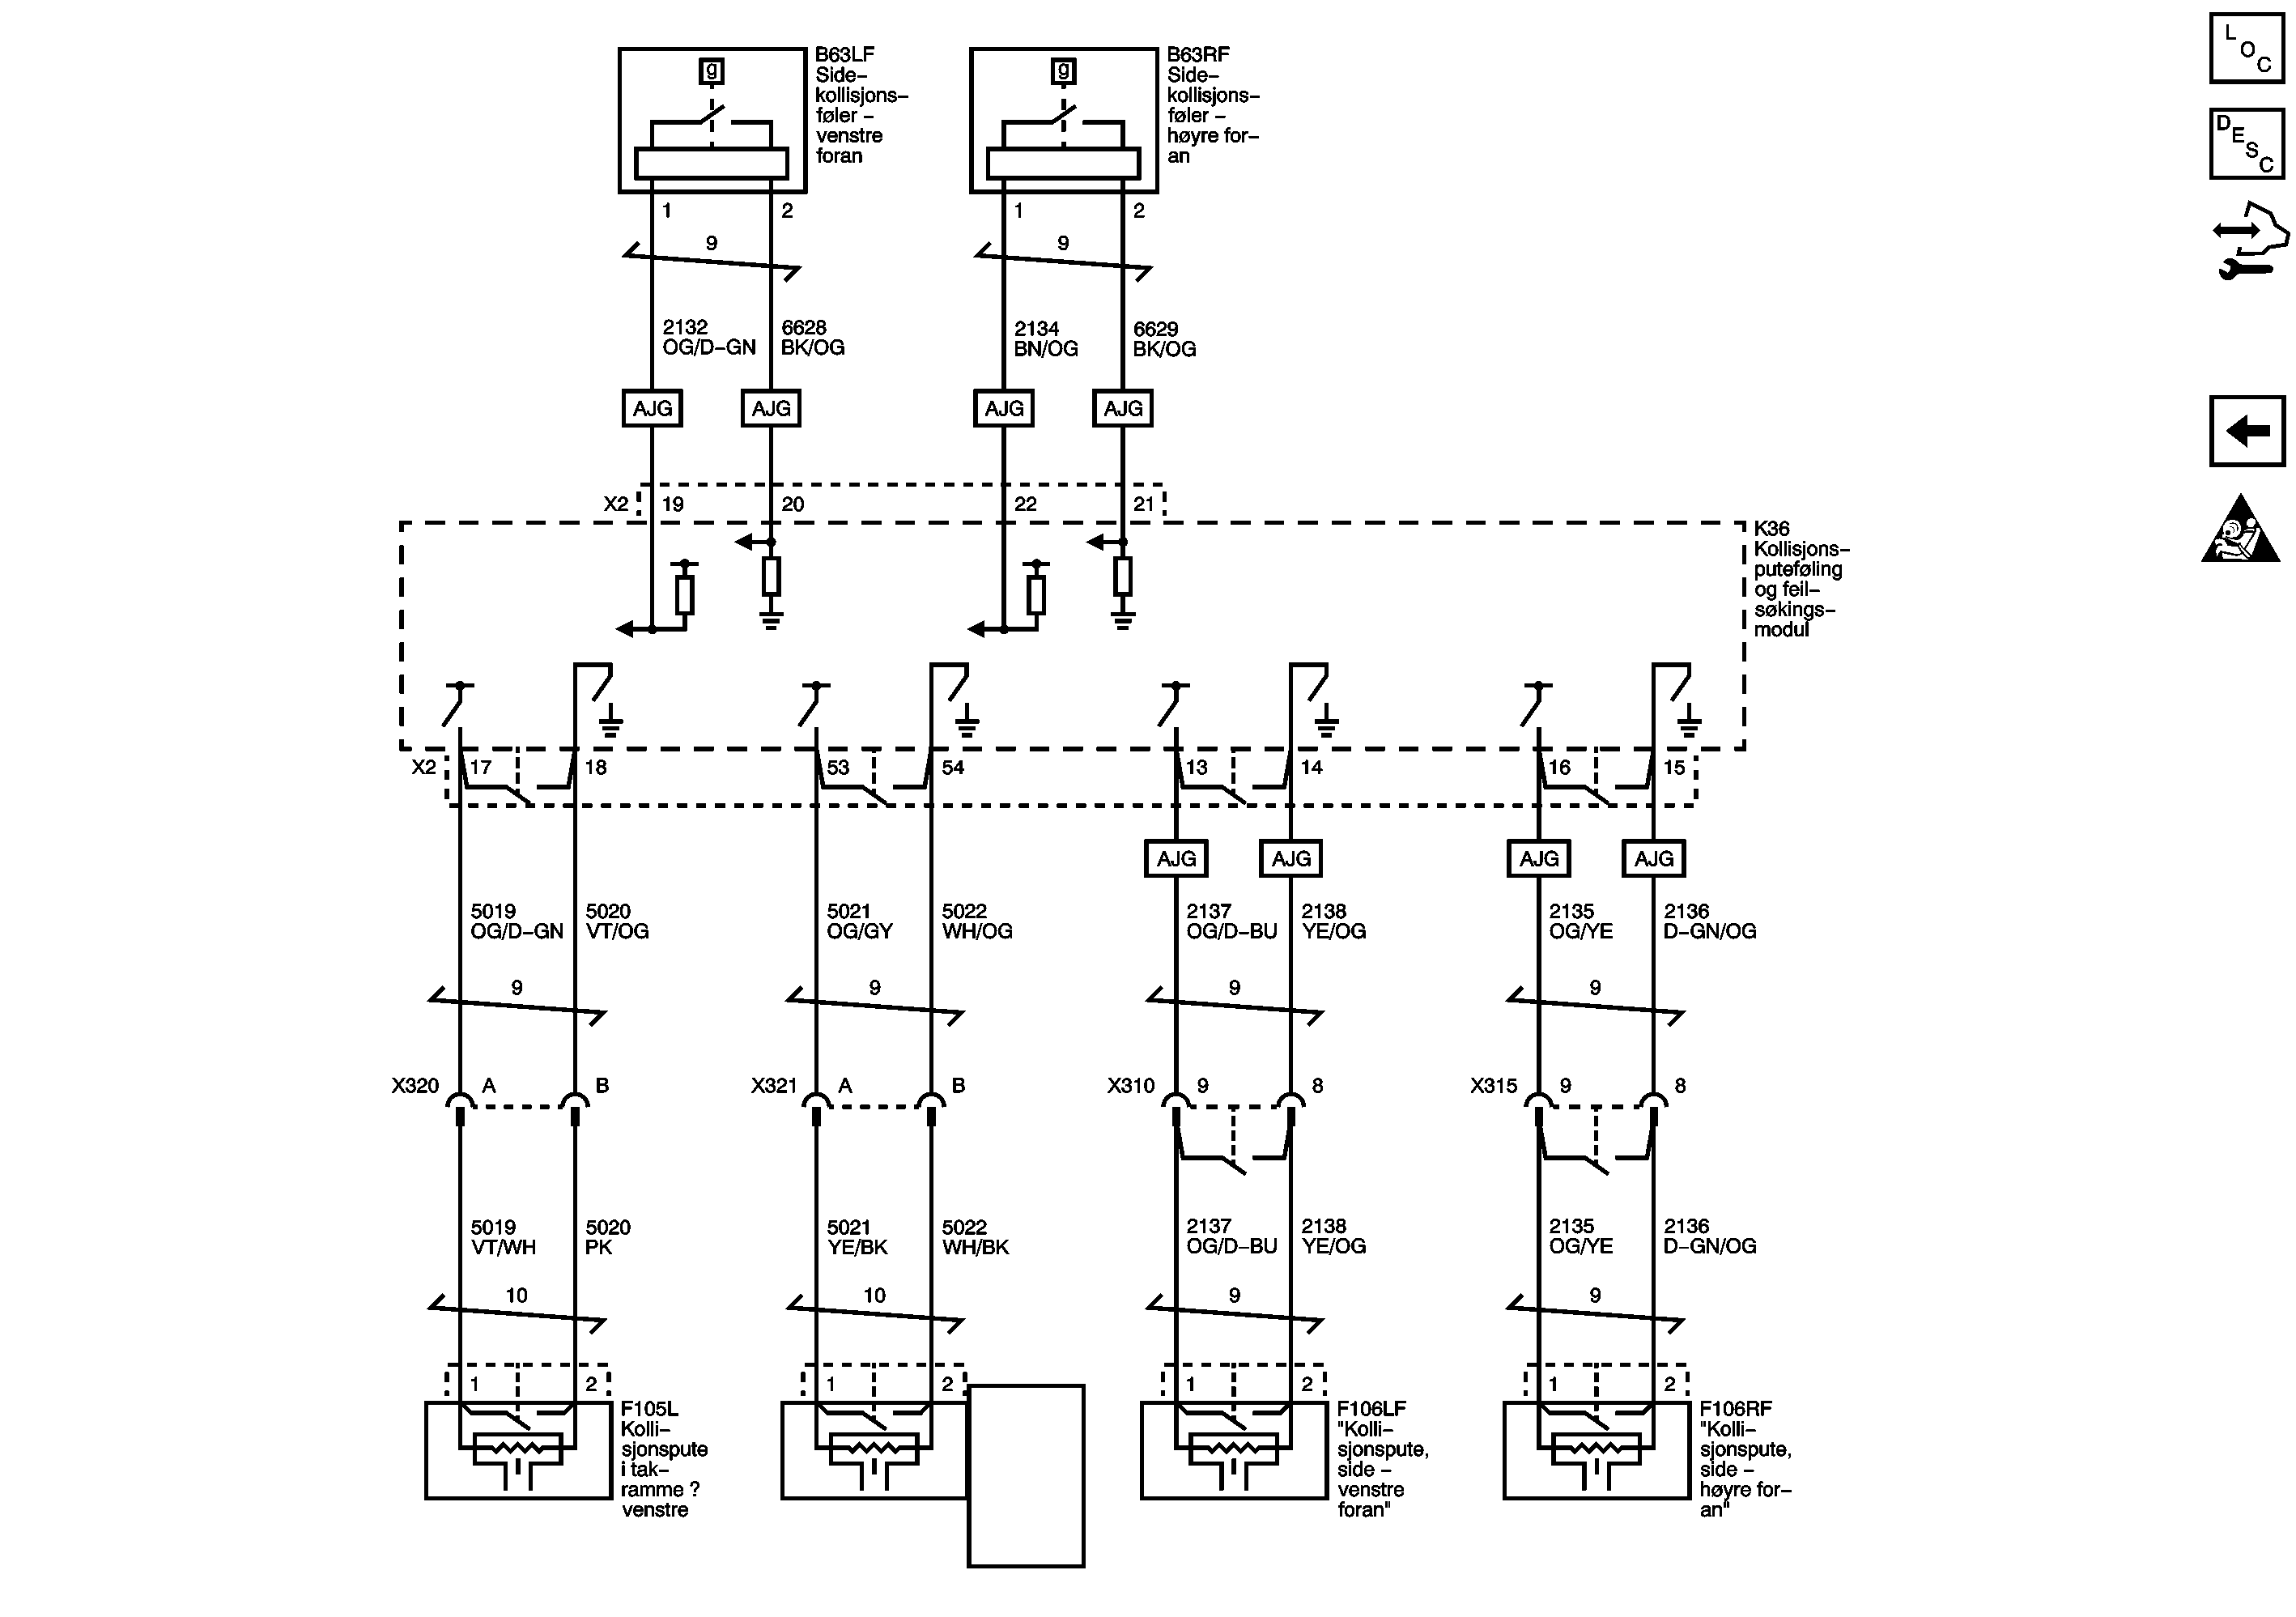 B63LF
Side–
kollisjons–
føler –
venstre
foran
B63RF
Side–
kollisjons–
føler –
høyre for–
an
L
O
C
D
E
S
C
g
g
1
2
1
2
9
9
2132
OG/D–GN
6628
BK/OG
2134
BN/OG
6629
BK/OG
AJG
AJG
AJG
AJG
X2
19
20
22
21
K36
Kollisjons–
puteføling
og feil–
søkings–
modul
X2
17
18
53
54
13
14
16
15
AJG
AJG
AJG
AJG
5019
OG/D–GN
5020
VT/OG
5021
OG/GY
5022
WH/OG
2137
OG/D–BU
2138
YE/OG
2135
OG/YE
2136
D–GN/OG
9
9
9
9
X320
A
B
X321
A
B
X310
9
8
X315
9
8
5019
VT/WH
5020
PK
5021
YE/BK
5022
WH/BK
2137
OG/D–BU
2138
YE/OG
2135
OG/YE
2136
D–GN/OG
10
10
9
9
1
2
1
2
1
2
1
2
F105L
Kolli–
sjonspute
i tak–
ramme ?
venstre
F106LF
"Kolli–
sjonspute,
side –
venstre
foran"
F106RF
"Kolli–
sjonspute,
side –
høyre for–
an"